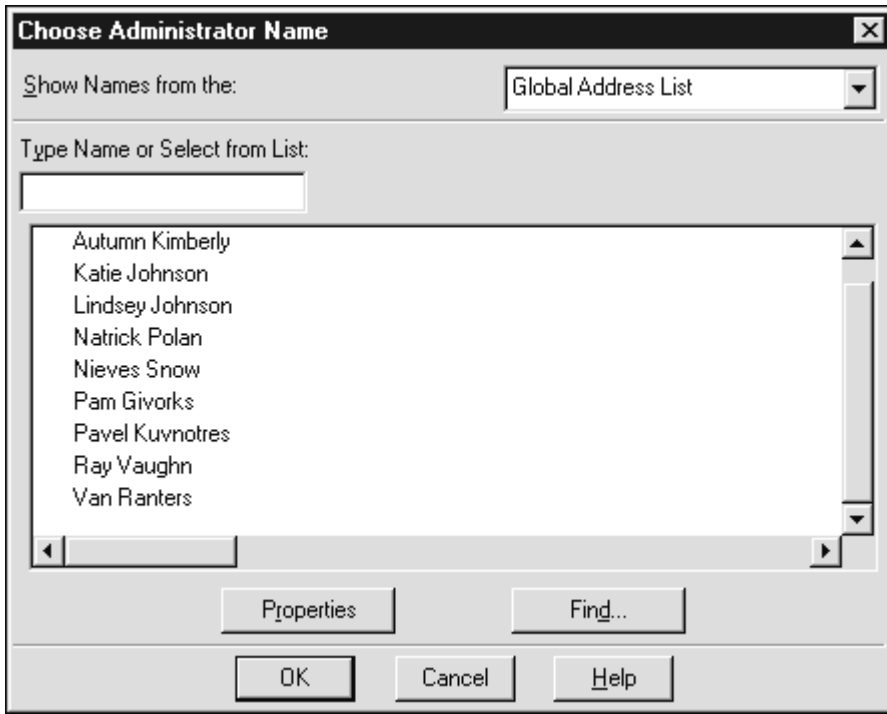 Choose Administrator Name
Show Names from the:
Global Address List
Type Name or Select from List:
Autumn Kimberly
Katie Johnson
Lindsey Johnson
Natrick Polan
Nieves Snow
Pam Givorks
Pavel Kuvnotres
Ray Vaughn
Van Ranters
Properties
Find...
OK
Cancel
Help